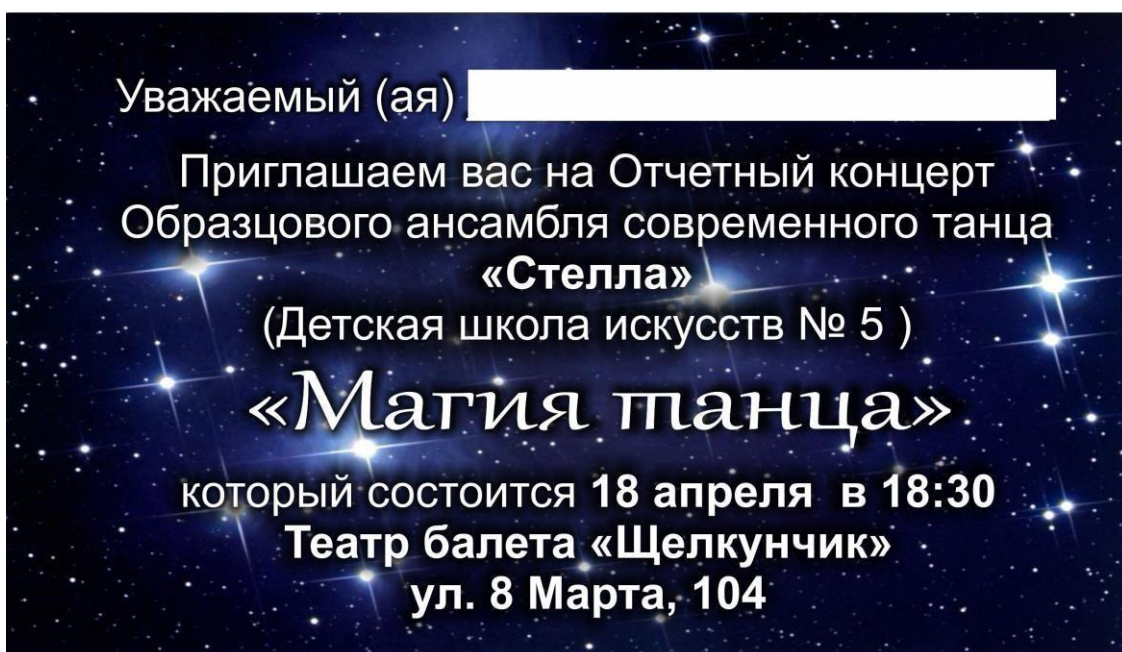 Уважаемый (ая)
Приглашаем вас на Отчетный концерт
Образцового ансамбля современного танца
«Стелла»
(Детская школа искусств № 5 )
«Магия танца»
который состоится 18 апреля в 18:30
Театр балета «Щелкунчик»
ул. 8 Марта, 104